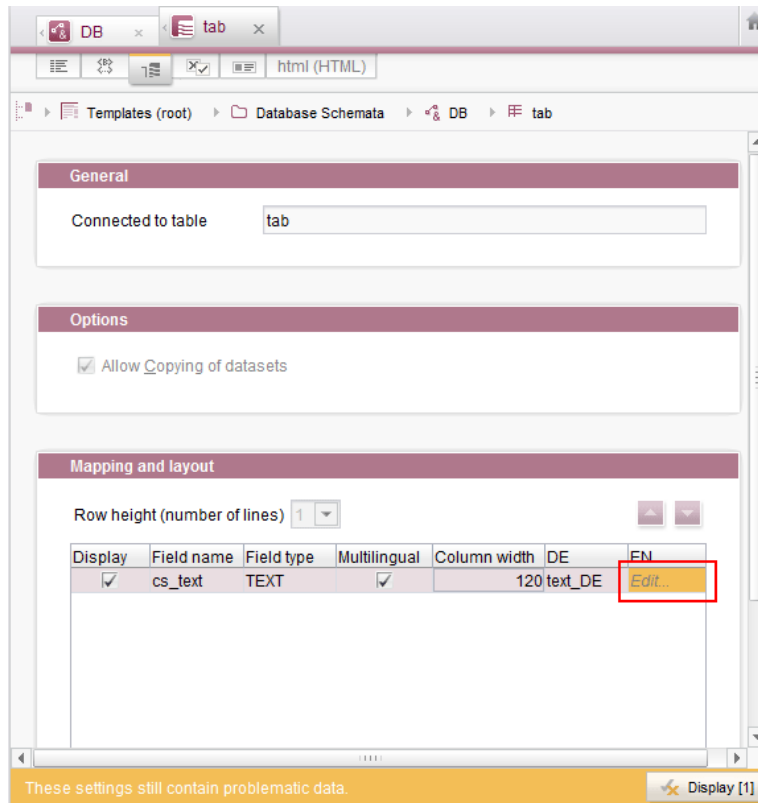 DB
tab
html (HTML)
Templates (root) Database Schemata DB tab
General
Connected to table tab
Options
Allow Copying of datasets
Mapping and layout
Row height (number of lines) 1
Display Field name Field type Multilingual Column width DE EN
cs_text TEXT 120 text_DE Edit...
These settings still contain problematic data. Display [1]